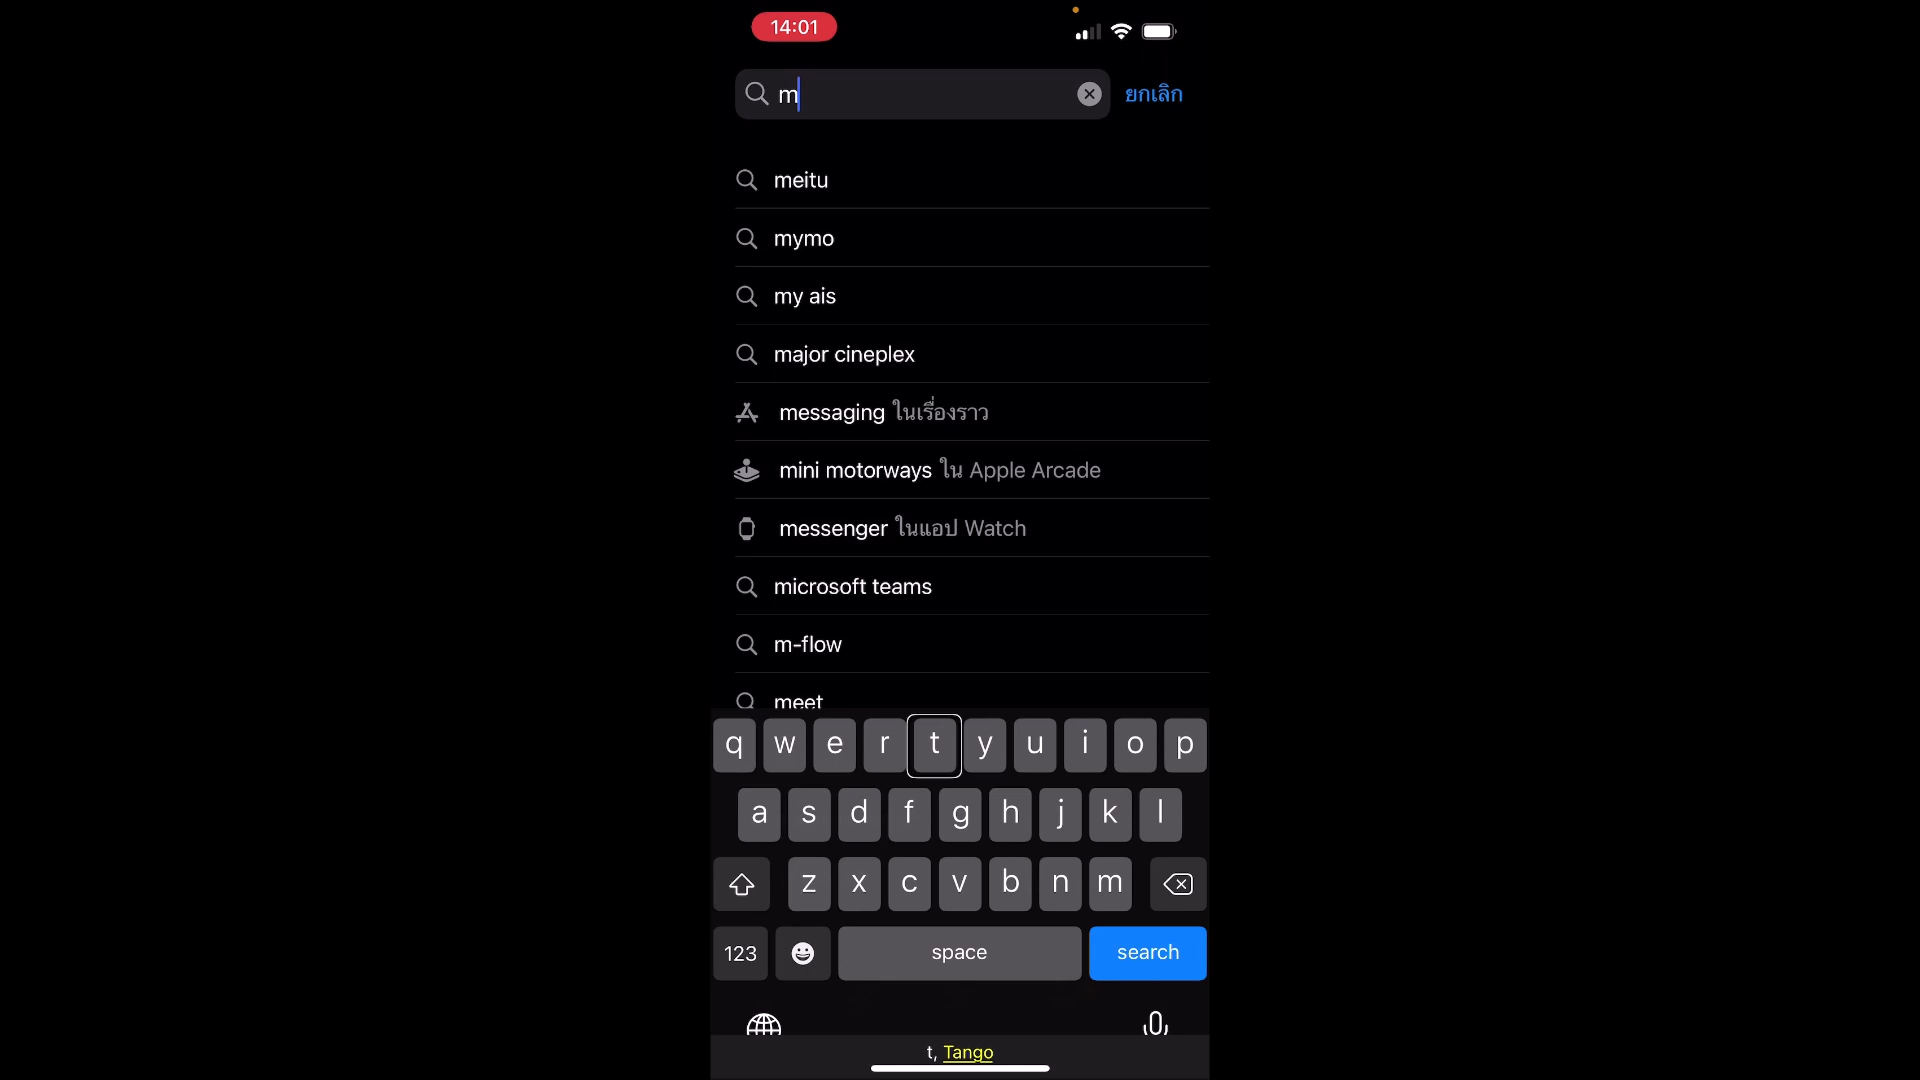 14:01
m
ยกเลิก
meitu
mymo
my ais
major cineplex
messaging ในเรื่องราว
mini motorways ใน Apple Arcade
messenger ในแอป Watch
microsoft teams
m-flow
meet
q w e r t y u i o p
a s d f g h j k l
z x c v b n m
123 space search
t, Tango